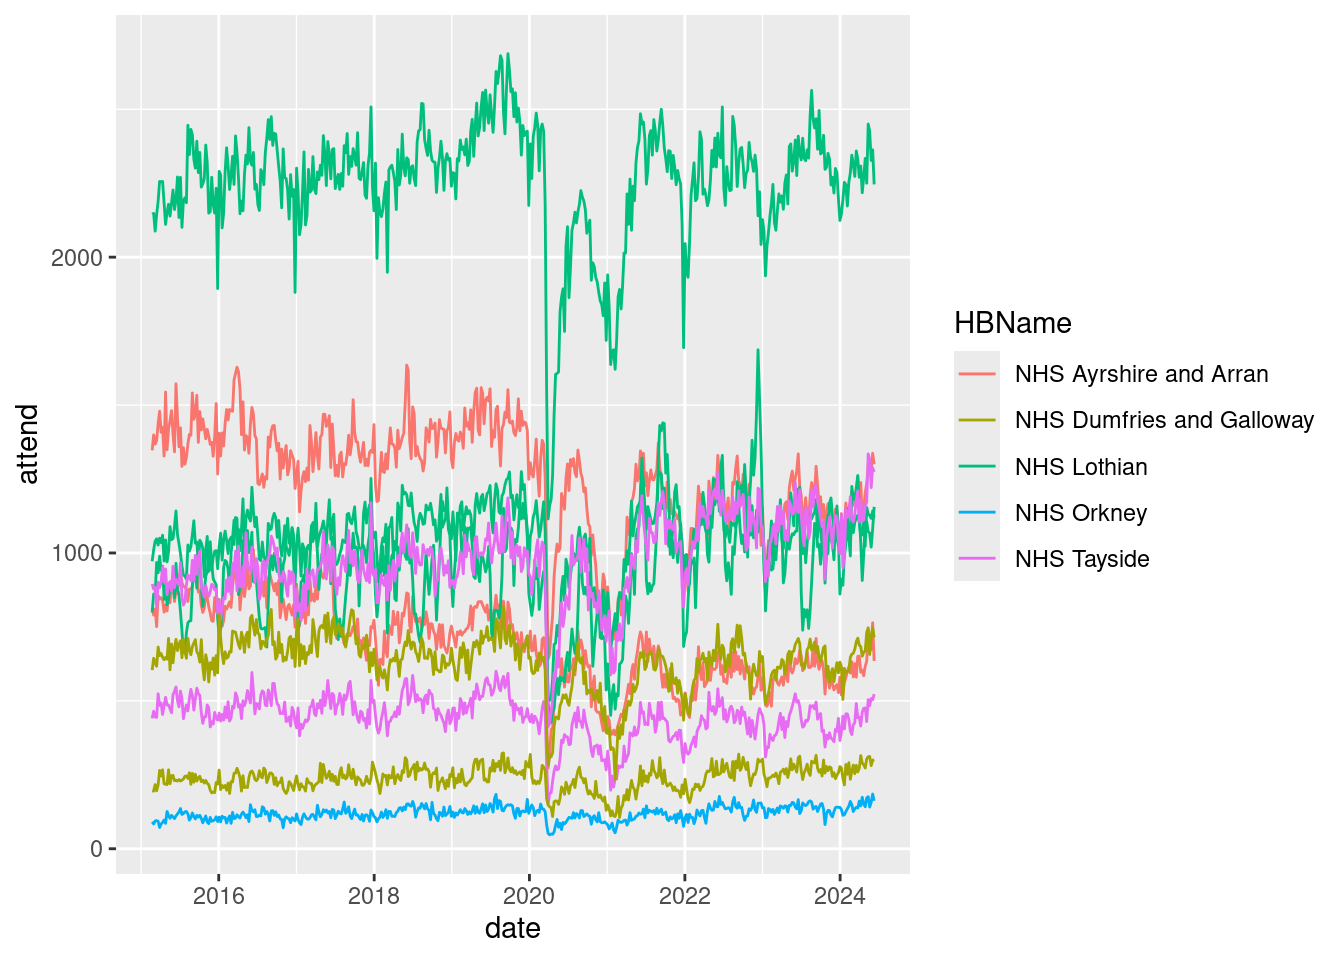 2000
1000
0
attend
2016 2018 2020 2022 2024
date
HBName
NHS Ayrshire and Arran
NHS Dumfries and Galloway
NHS Lothian
NHS Orkney
NHS Tayside